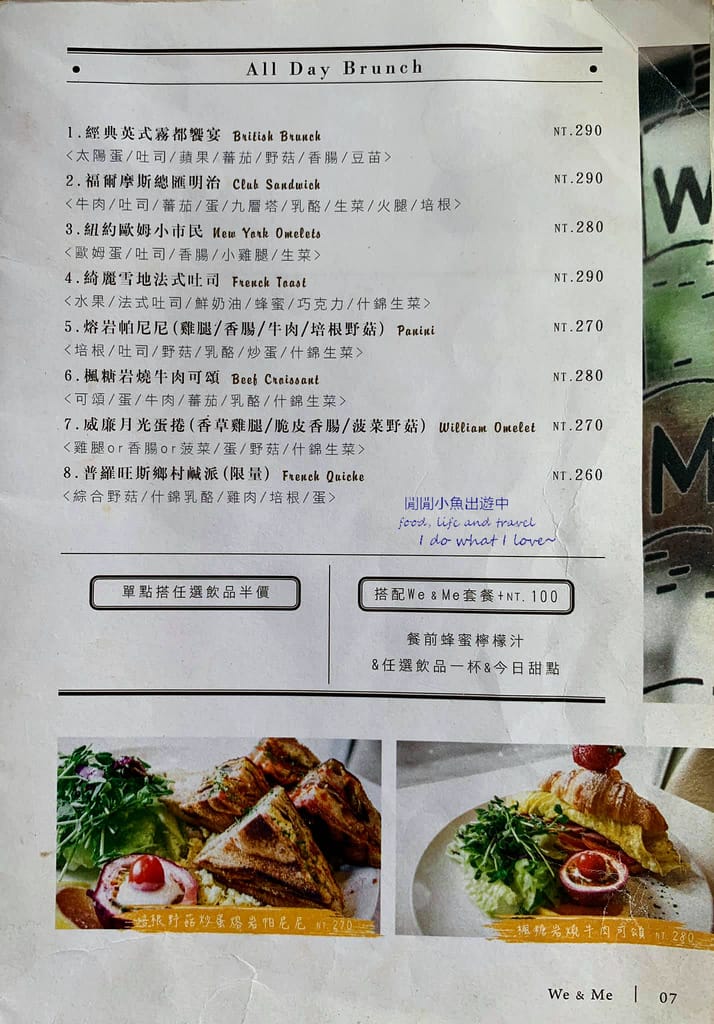 All Day Brunch
1.經典英式霧都饗宴 British Brunch NT.290
<太陽蛋/吐司/蘋果/蕃茄/野菇/香腸/豆苗>
2.福爾摩斯總匯明治 Club Sandwich NT.290
<牛肉/吐司/蕃茄/蛋/九層塔/乳酪/生菜/火腿/培根>
3.紐約歐姆小市民 New York Omelets NT.280
<歐姆蛋/吐司/香腸/小雞腿/生菜>
4.綺麗雪地法式吐司 French Toast NT.290
<水果/法式吐司/鮮奶油/蜂蜜/巧克力/什錦生菜>
5.熔岩帕尼尼(雞腿/香腸/牛肉/培根野菇) Panini NT.270
<培根/吐司/野菇/乳酪/炒蛋/什錦生菜>
6.楓糖岩燒牛肉可頌 Beef Croissant NT.280
<可頌/蛋/牛肉/蕃茄/乳酪/什錦生菜>
7.威廉月光蛋捲(香草雞腿/脆皮香腸/菠菜野菇) William Omelet NT.270
<雞腿or香腸or菠菜/蛋/野菇/什錦生菜>
8.普羅旺斯鄉村鹹派(限量) French Quiche NT.260
<綜合野菇/什錦乳酪/雞肉/培根/蛋>
閒閒小魚出遊中
food, life and travel
I do what I love~
單點搭任選飲品半價
搭配We & Me套餐+NT.100
餐前蜂蜜檸檬汁
&任選飲品一杯&今日甜點
培根野菇炒蛋熔岩帕尼尼 NT.270
楓糖岩燒牛肉可頌 NT.280
We & Me | 07